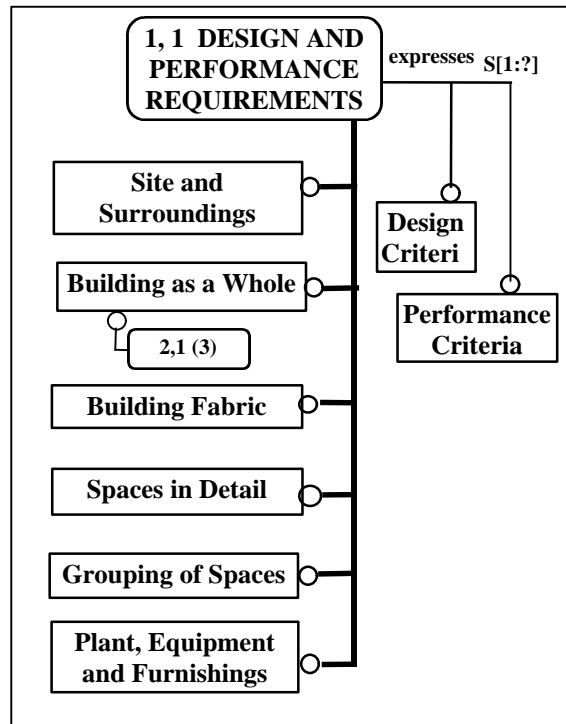 1, 1 DESIGN AND
PERFORMANCE
REQUIREMENTS
expresses S[1:?]
Site and
Surroundings
Design
Criteri
Building as a Whole
Performance
Criteria
2,1 (3)
Building Fabric
Spaces in Detail
Grouping of Spaces
Plant, Equipment
and Furnishings